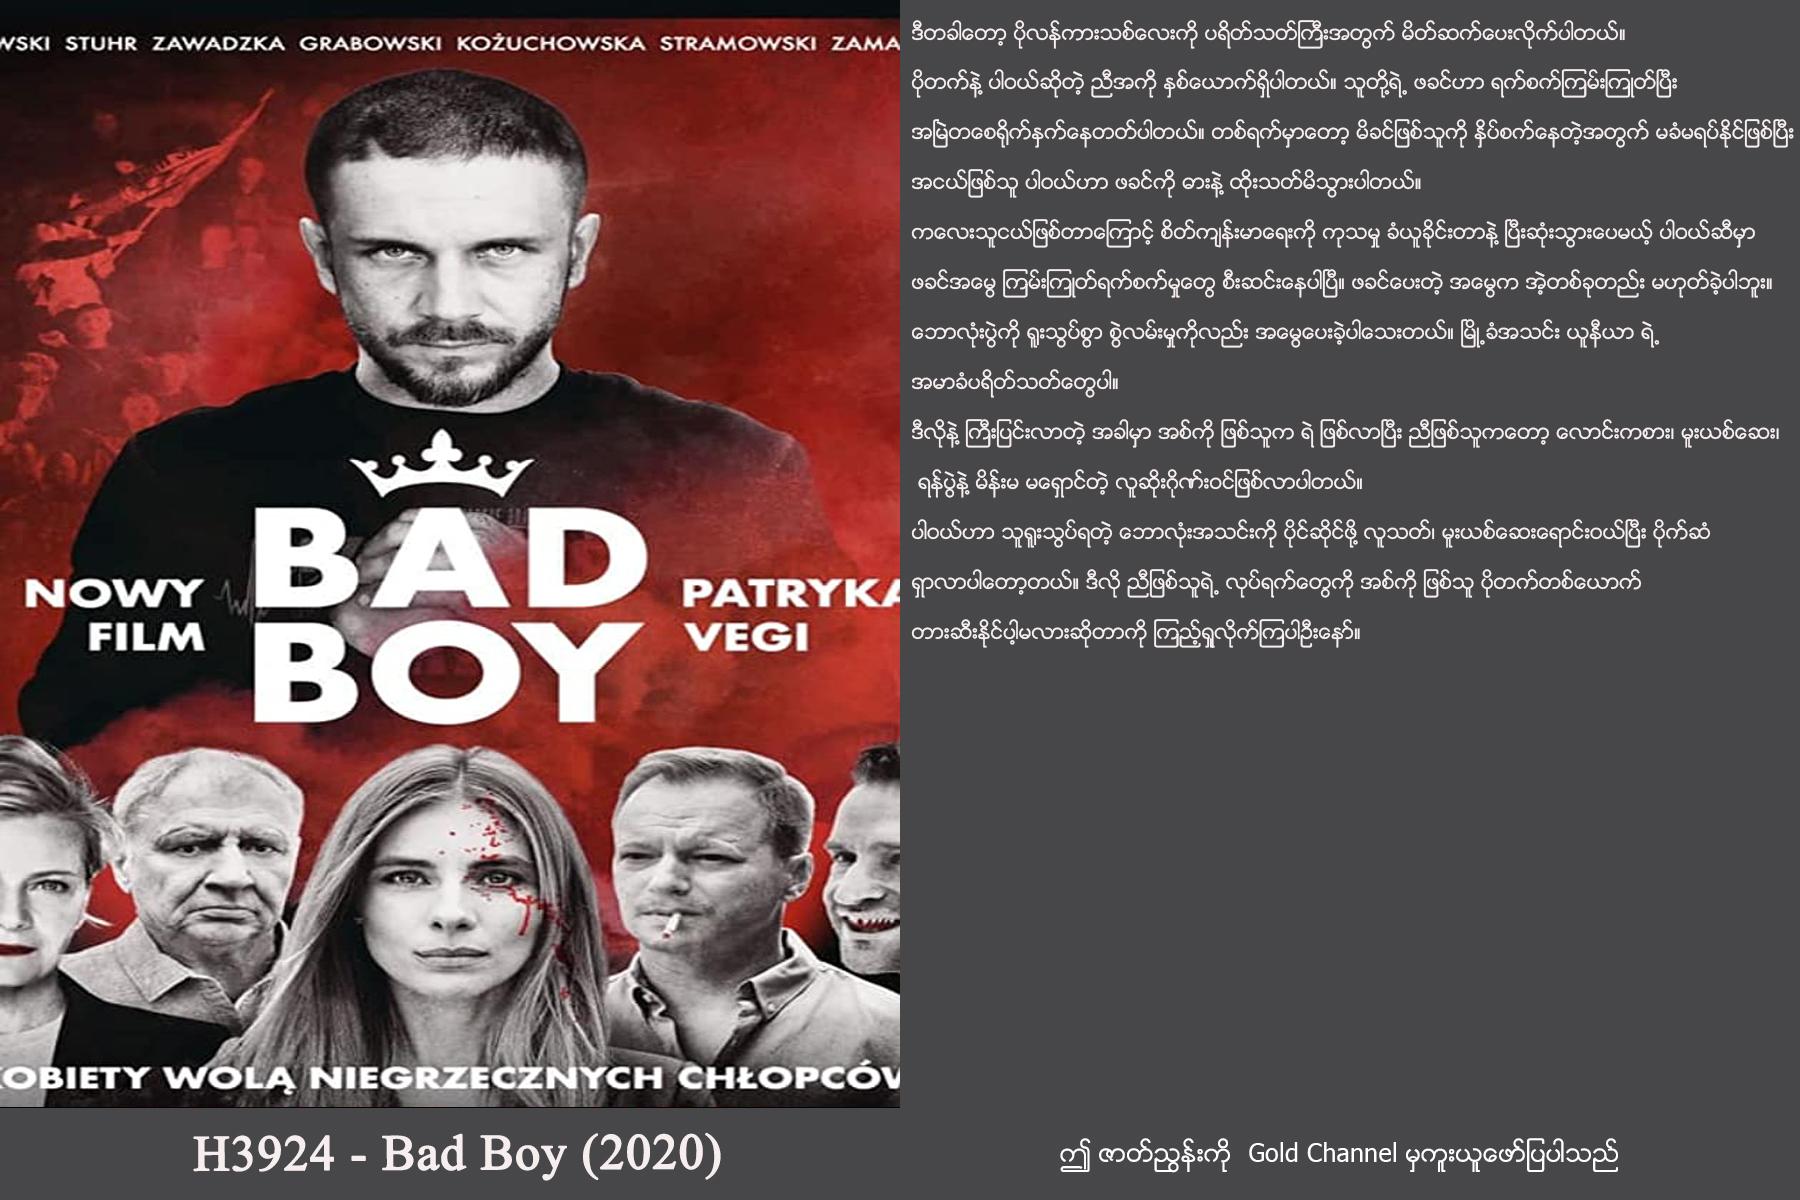 WSKI STUHR ZAWADZKA GRABOWSKI KOŻUCHOWSKA STRAMOWSKI ZAMA
BAD
BOY
NOWY
FILM
PATRYKA
VEGI
KOBIETY WOLĄ NIEGRZECZNYCH CHŁOPCÓW
H3924 - Bad Boy (2020)
ဒီတခါတော့ ပိုလန်ကားသစ်လေးကို ပရိတ်သတ်ကြီးအတွက် မိတ်ဆက်ပေးလိုက်ပါတယ်။
ပိုတက်နဲ့ ပါဝယ်ဆိုတဲ့ ညီအကို နှစ်ယောက်ရှိပါတယ်။ သူတို့ရဲ့ ဖခင်ဟာ ရက်စက်ကြမ်းကြုတ်ပြီး
အမြဲတစေရိုက်နှက်နေတတ်ပါတယ်။ တစ်ရက်မှာတော့ မိခင်ဖြစ်သူကို နှိပ်စက်နေတဲ့အတွက် မခံမရပ်နိုင်ဖြစ်ပြီး
အငယ်ဖြစ်သူ ပါဝယ်ဟာ ဖခင်ကို ဓားနဲ့ ထိုးသတ်မိသွားပါတယ်။
ကလေးသူငယ်ဖြစ်တာကြောင့် စိတ်ကျန်းမာရေးကို ကုသမှု ခံယူခိုင်းတာနဲ့ ပြီးဆုံးသွားပေမယ့် ပါဝယ်ဆီမှာ
ဖခင်အမွေ ကြမ်းကြုတ်ရက်စက်မှုတွေ စီးဆင်းနေပါပြီ။ ဖခင်ပေးတဲ့ အမွေက အဲ့တစ်ခုတည်း မဟုတ်ခဲ့ပါဘူး။
ဘောလုံးပွဲကို ရူးသွပ်စွာ စွဲလမ်းမှုကိုလည်း အမွေပေးခဲ့ပါသေးတယ်။ မြို့ခံအသင်း ယူနီယာ ရဲ့
အမာခံပရိတ်သတ်တွေပါ။
ဒီလိုနဲ့ ကြီးပြင်းလာတဲ့ အခါမှာ အစ်ကို ဖြစ်သူက ရဲ ဖြစ်လာပြီး ညီဖြစ်သူကတော့ လောင်းကစား၊ မူးယစ်ဆေး၊
ရန်ပွဲနဲ့ မိန်းမ မရှောင်တဲ့ လူဆိုးဂိုဏ်းဝင်ဖြစ်လာပါတယ်။
ပါဝယ်ဟာ သူရူးသွပ်ရတဲ့ ဘောလုံးအသင်းကို ပိုင်ဆိုင်ဖို့ လူသတ်၊ မူးယစ်ဆေးရောင်းဝယ်ပြီး ပိုက်ဆံ
ရှာလာပါတော့တယ်။ ဒီလို ညီဖြစ်သူရဲ့ လုပ်ရက်တွေကို အစ်ကို ဖြစ်သူ ပိုတက်တစ်ယောက်
တားဆီးနိုင်ပါ့မလားဆိုတာကို ကြည့်ရှုလိုက်ကြပါဦးနော်။
ဤ ဇာတ်ညွှန်းကို Gold Channel မှကူးယူဖော်ပြပါသည်